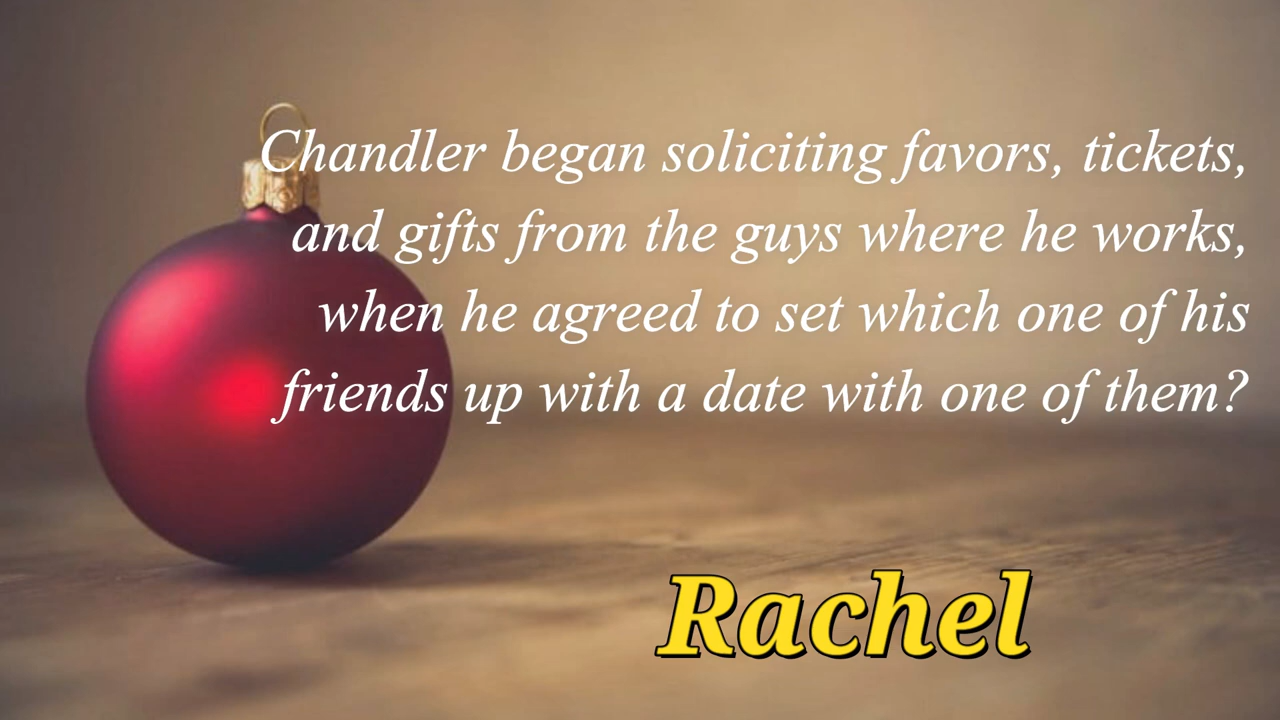 Chandler began soliciting favors, tickets,
and gifts from the guys where he works,
when he agreed to set which one of his
friends up with a date with one of them?
Rachel